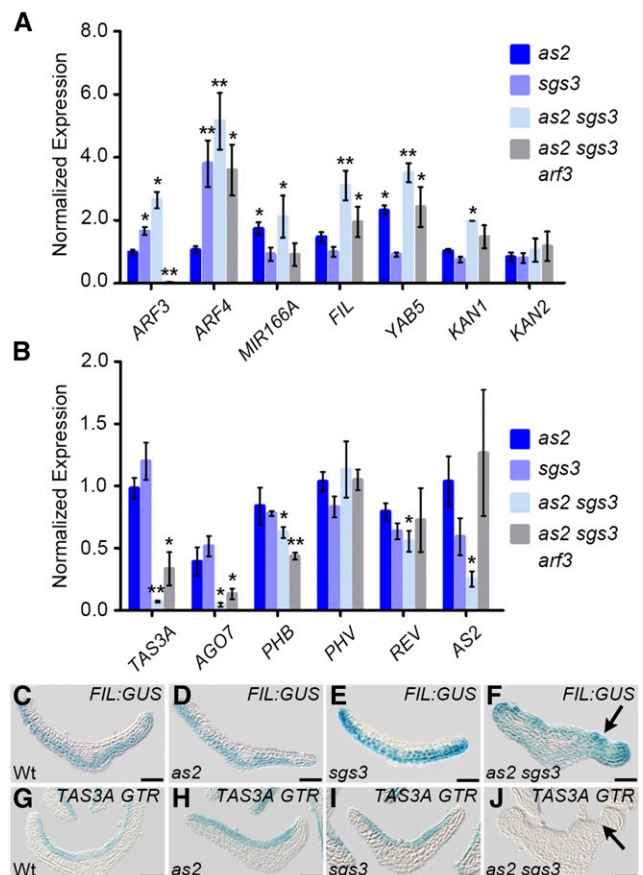 A
Normalized Expression
8.0
6.0
4.0
2.0
0.0
* * * **
** ** *
* *
** *
* ** *
*
as2
sgs3
as2 sgs3
as2 sgs3
arf3
ARF3 ARF4 MIR166A FIL YAB5 KAN1 KAN2
B
Normalized Expression
2.0
1.5
1.0
0.5
0.0
** *
* *
* **
*
*
as2
sgs3
as2 sgs3
as2 sgs3
arf3
TAS3A AGO7 PHB PHV REV AS2
C FIL:GUS
Wt
D FIL:GUS
as2
E FIL:GUS
sgs3
F FIL:GUS
as2 sgs3
G TAS3A GTR
Wt
H TAS3A GTR
as2
I TAS3A GTR
sgs3
J TAS3A GTR
as2 sgs3